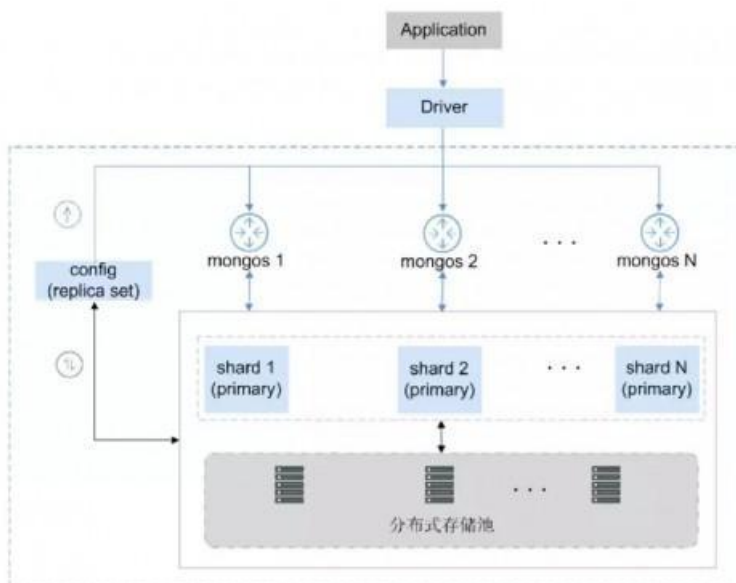 Application
Driver
mongos 1
mongos 2
. . .
mongos N
config
(replica set)
shard 1
(primary)
shard 2
(primary)
. . .
shard N
(primary)
. . .
分布式存储池